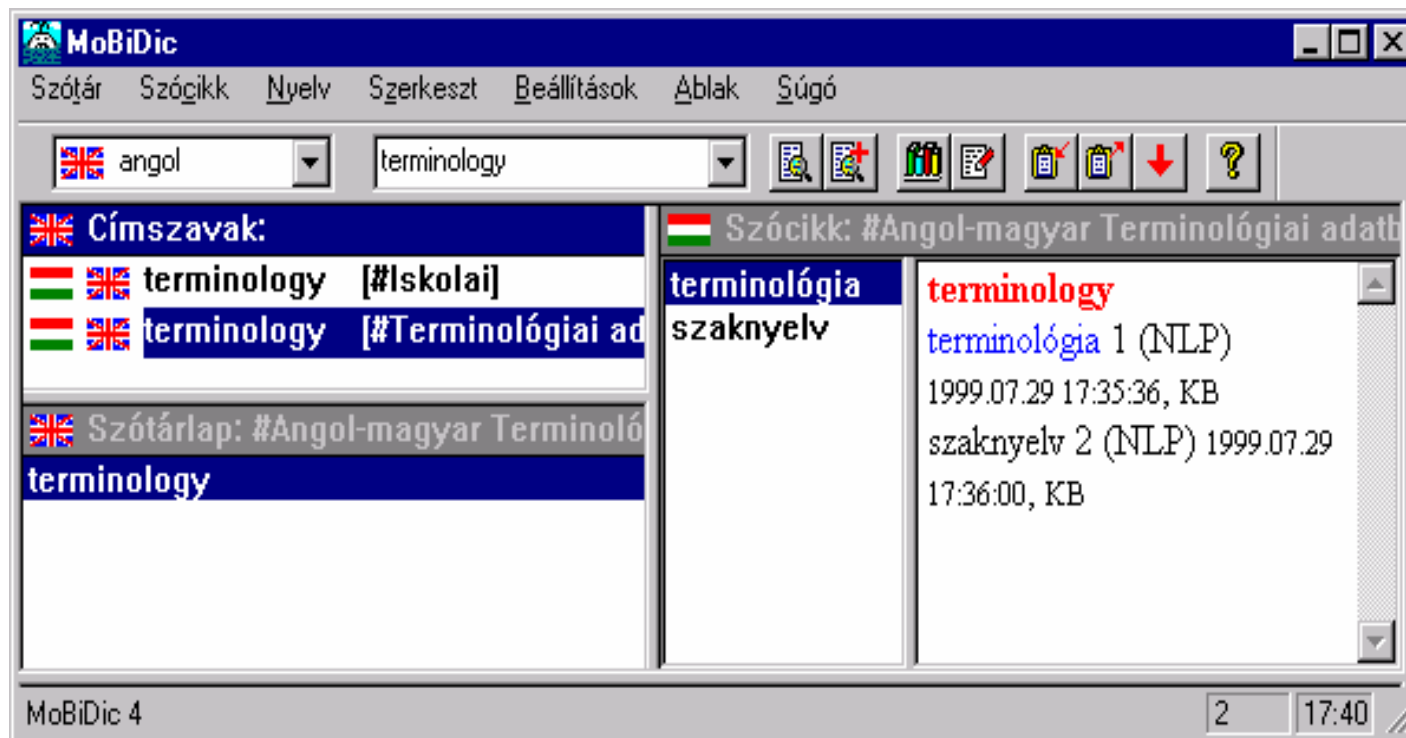 MoBiDic
Szótár Szócikk Nyelv Szerkeszt Beállítások Ablak Súgó
angol terminology
Címszavak:
terminology [#Iskolai]
terminology [#Terminológiai ad
Szótárlap: #Angol-magyar Terminoló
terminology
Szócikk: #Angol-magyar Terminológiai adatb
terminológia
szaknyelv
terminology
terminológia 1 (NLP)
1999.07.29 17:35:36, KB
szaknyelv 2 (NLP) 1999.07.29
17:36:00, KB
MoBiDic 4 2 17:40